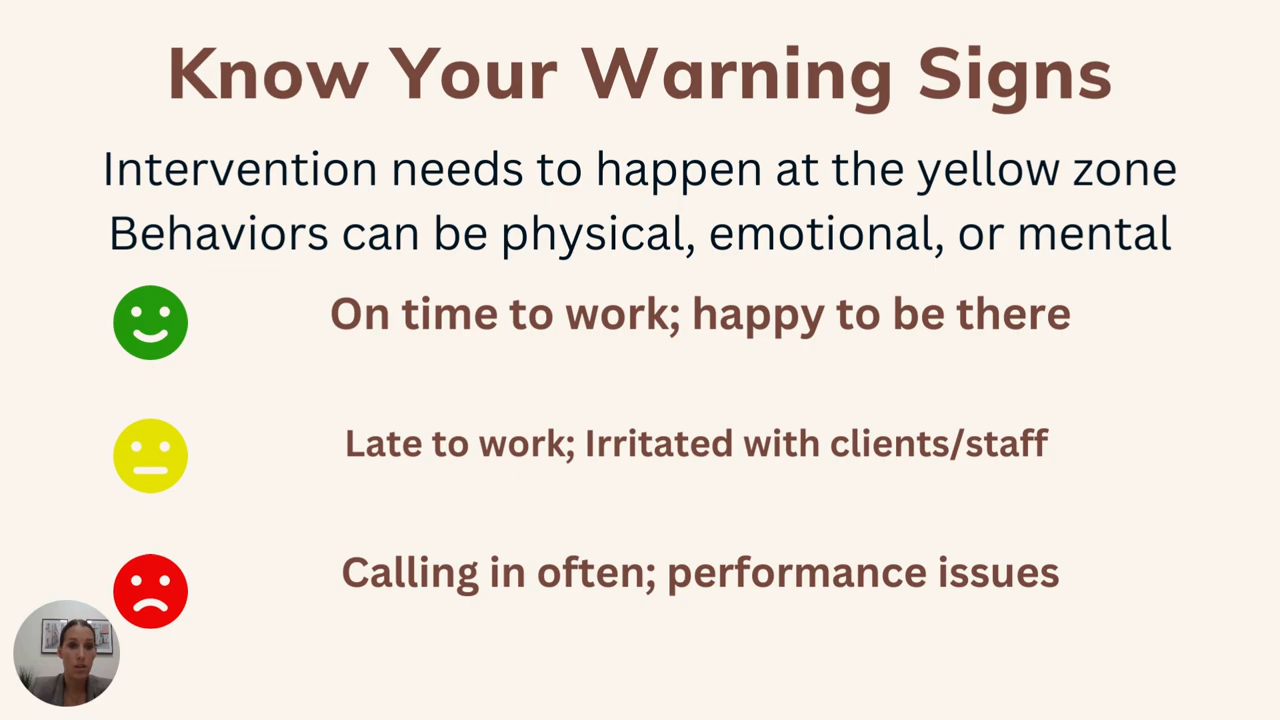 Know Your Warning Signs
Intervention needs to happen at the yellow zone
Behaviors can be physical, emotional, or mental
On time to work; happy to be there
Late to work; Irritated with clients/staff
Calling in often; performance issues